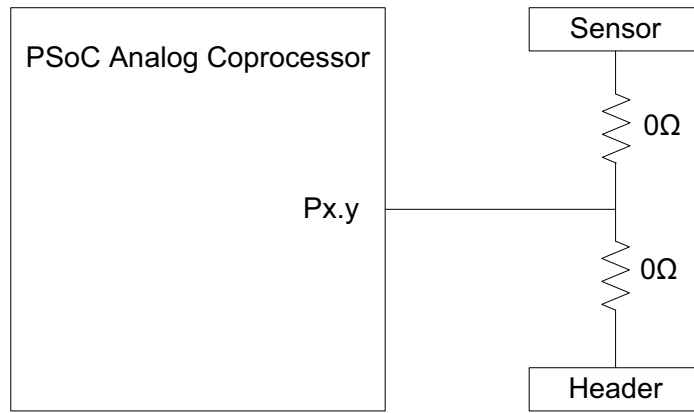 Sensor
PSoC Analog Coprocessor
0Ω
Px.y
0Ω
Header